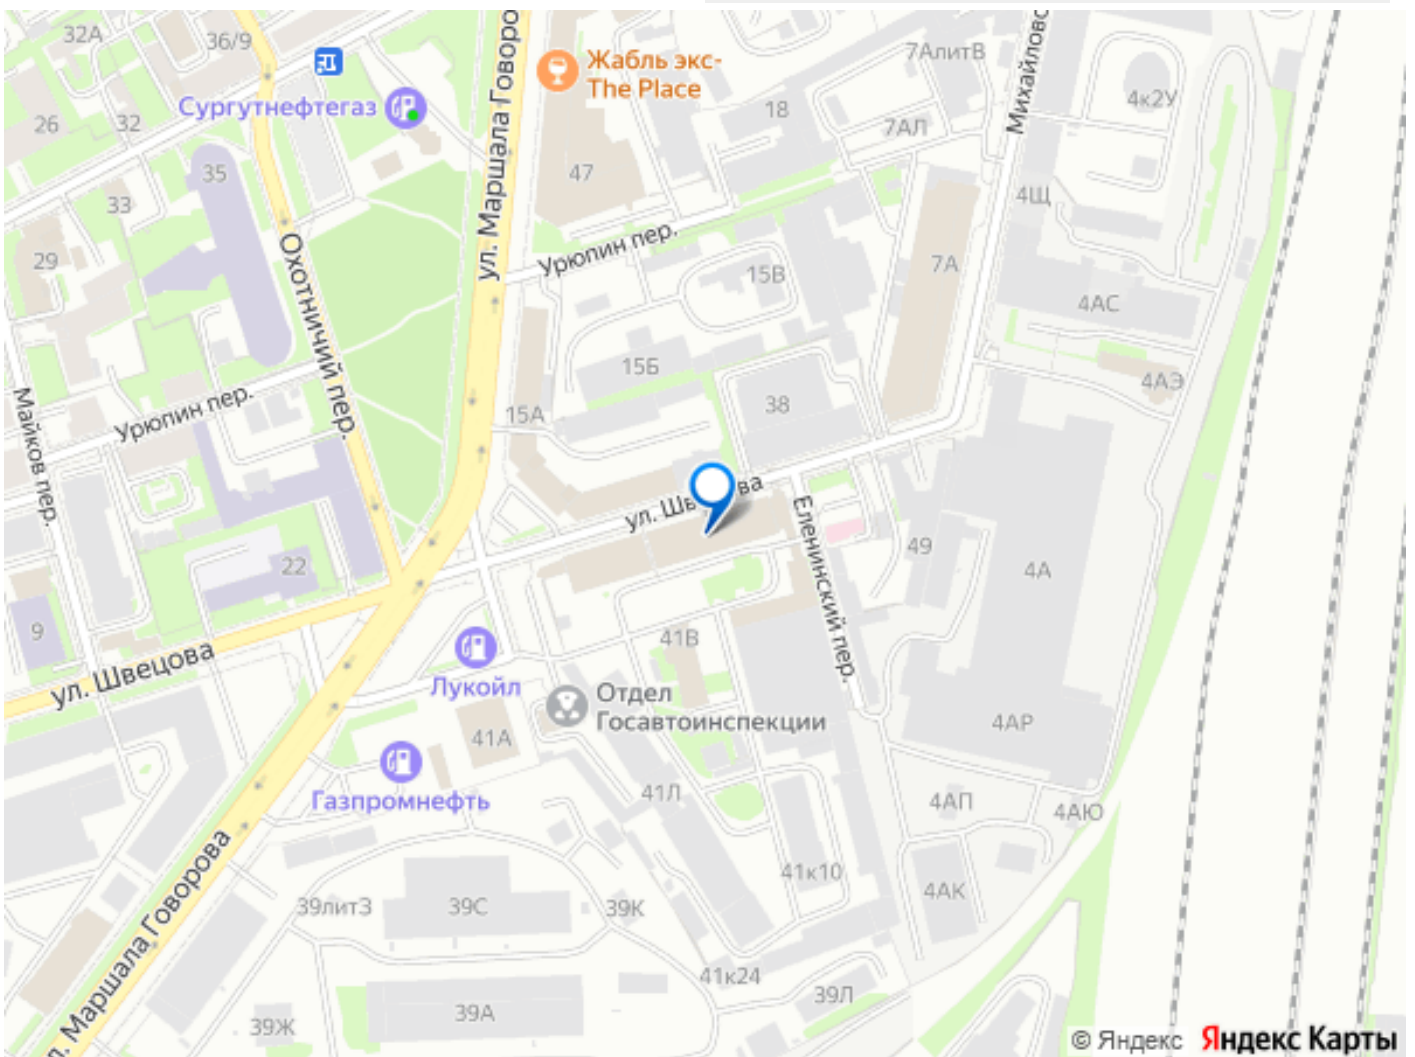 32А
36/9
ул. Маршала Говоро
Жабль экс-
The Place
7АлитВ
Михайловс
4к2У
Сургутнефтегаз
26
32
18
7АЛ
35
47
33
4Щ
29
Охотничий пер.
Урюпин пер.
15В
7А
4АС
15Б
4АЭ
Майков пер.
Урюпин пер.
15А
38
ул. Шв ва
Еленинский пер.
49
4А
22
9
41В
ул. Швецова
Лукойл
Отдел
Госавтоинспекции
41А
4АР
Газпромнефть
41Л
4АП
4АЮ
ул. Маршала Говорова
41к10
4АК
39лит3
39С
39К
41к24
39Л
39Ж
39А
© Яндекс Яндекс Карты